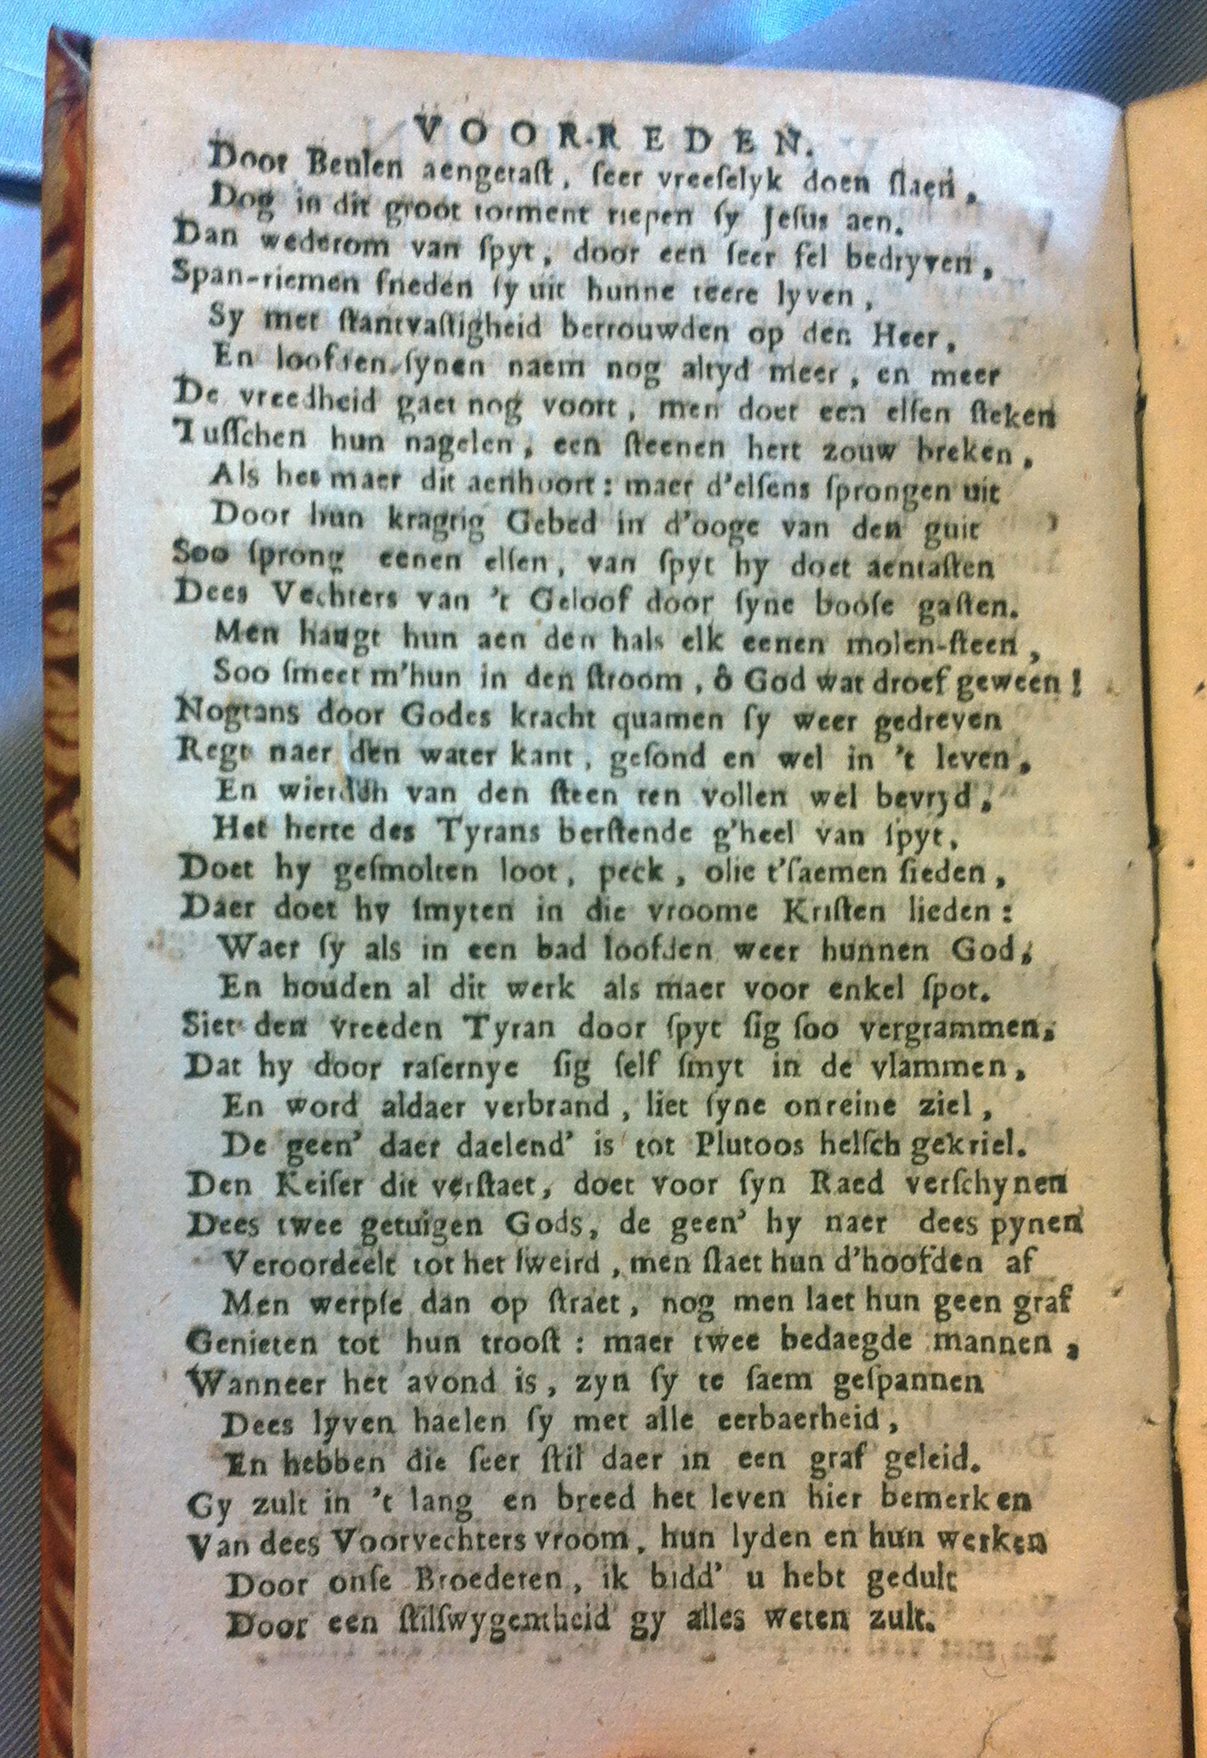 VOOR-REDEN.
Door Beulen aengetaſt, ſeer vreeſelyk doen ſlaen,
Dog in dit groot torment riepen ſy Jeſus aen.
Dan wederom van ſpyt, door een ſeer fel bedryven,
Span-riemen ſneden ſy uit hunne teere lyven,
Sy met ſtantvaſtigheid betrouwden op den Heer,
En loofden ſynen naem nog altyd meer, en meer
De vreedheid gaet nog voort, men doet een elſen ſteken
Tuſſchen hun nagelen, een ſteenen hert zouw breken,
Als het maer dit aenhoort: maer d'elſens ſprongen uit
Door hun kragtig Gebed in d'ooge van den guit
Soo ſprong eenen elſen, van ſpyt hy doet aentaſten
Dees Vechters van 't Geloof door ſyne booſe gaſten.
Men hangt hun aen den hals elk eenen molen-ſteen,
Soo ſmeet m'hun in den ſtroom, ô God wat droef geween!
Nogtans door Godes kracht quamen ſy weer gedreven
Regt naer den water kant, geſond en wel in 't leven,
En wierden van den ſteen ten vollen wel bevryd,
Het herte des Tyrans berſtende g'heel van ſpyt,
Doet hy geſmolten loot, peck, olie t'ſaemen ſieden,
Daer doet hy ſmyten in die vroome Kriſten lieden:
Waer ſy als in een bad loofden weer hunnen God,
En houden al dit werk als maer voor enkel ſpot.
Siet den vreeden Tyran door ſpyt ſig ſoo vergrammen,
Dat hy door raſernye ſig ſelf ſmyt in de vlammen,
En word aldaer verbrand, liet ſyne onreine ziel,
De geen' daer daelend' is tot Plutoos helſch gekriel.
Den Keiſer dit verſtaet, doet voor ſyn Raed verſchynen
Dees twee getuigen Gods, de geen' hy naer dees pynen
Veroordeelt tot het ſweird, men ſlaet hun d'hoofden af
Men werpſe dan op ſtraet, nog men laet hun geen graf
Genieten tot hun trooſt: maer twee bedaegde mannen,
Wanneer het avond is, zyn ſy te ſaem geſpannen
Dees lyven haelen ſy met alle eerbaerheid,
En hebben die ſeer ſtil daer in een graf geleid.
Gy zult in 't lang en breed het leven hier bemerken
Van dees Voorvechters vroom, hun lyden en hun werken
Door onſe Broederen, ik bidd' u hebt gedult
Door een ſtilſwygentheid gy alles weten zult.